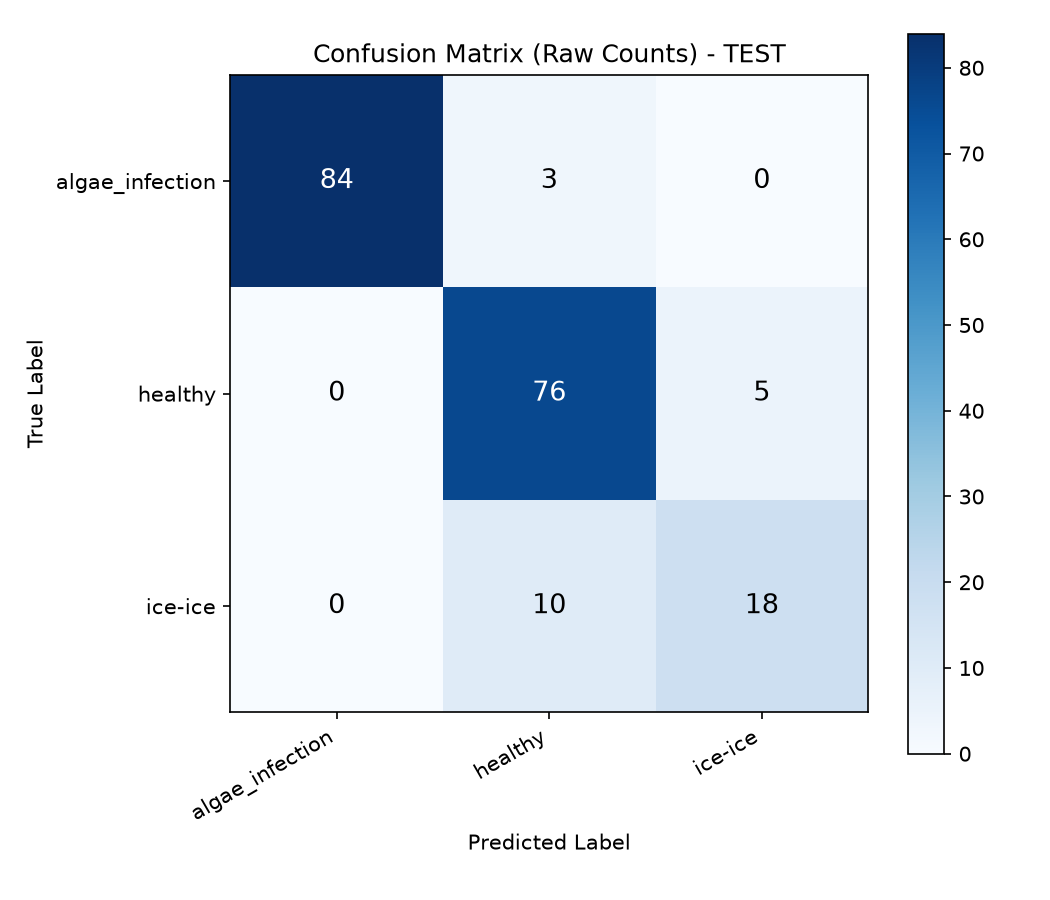 Confusion Matrix (Raw Counts) - TEST
True Label
algae_infection 84 3 0
healthy 0 76 5
ice-ice 0 10 18
algae_infection healthy ice-ice
Predicted Label
80
70
60
50
40
30
20
10
0